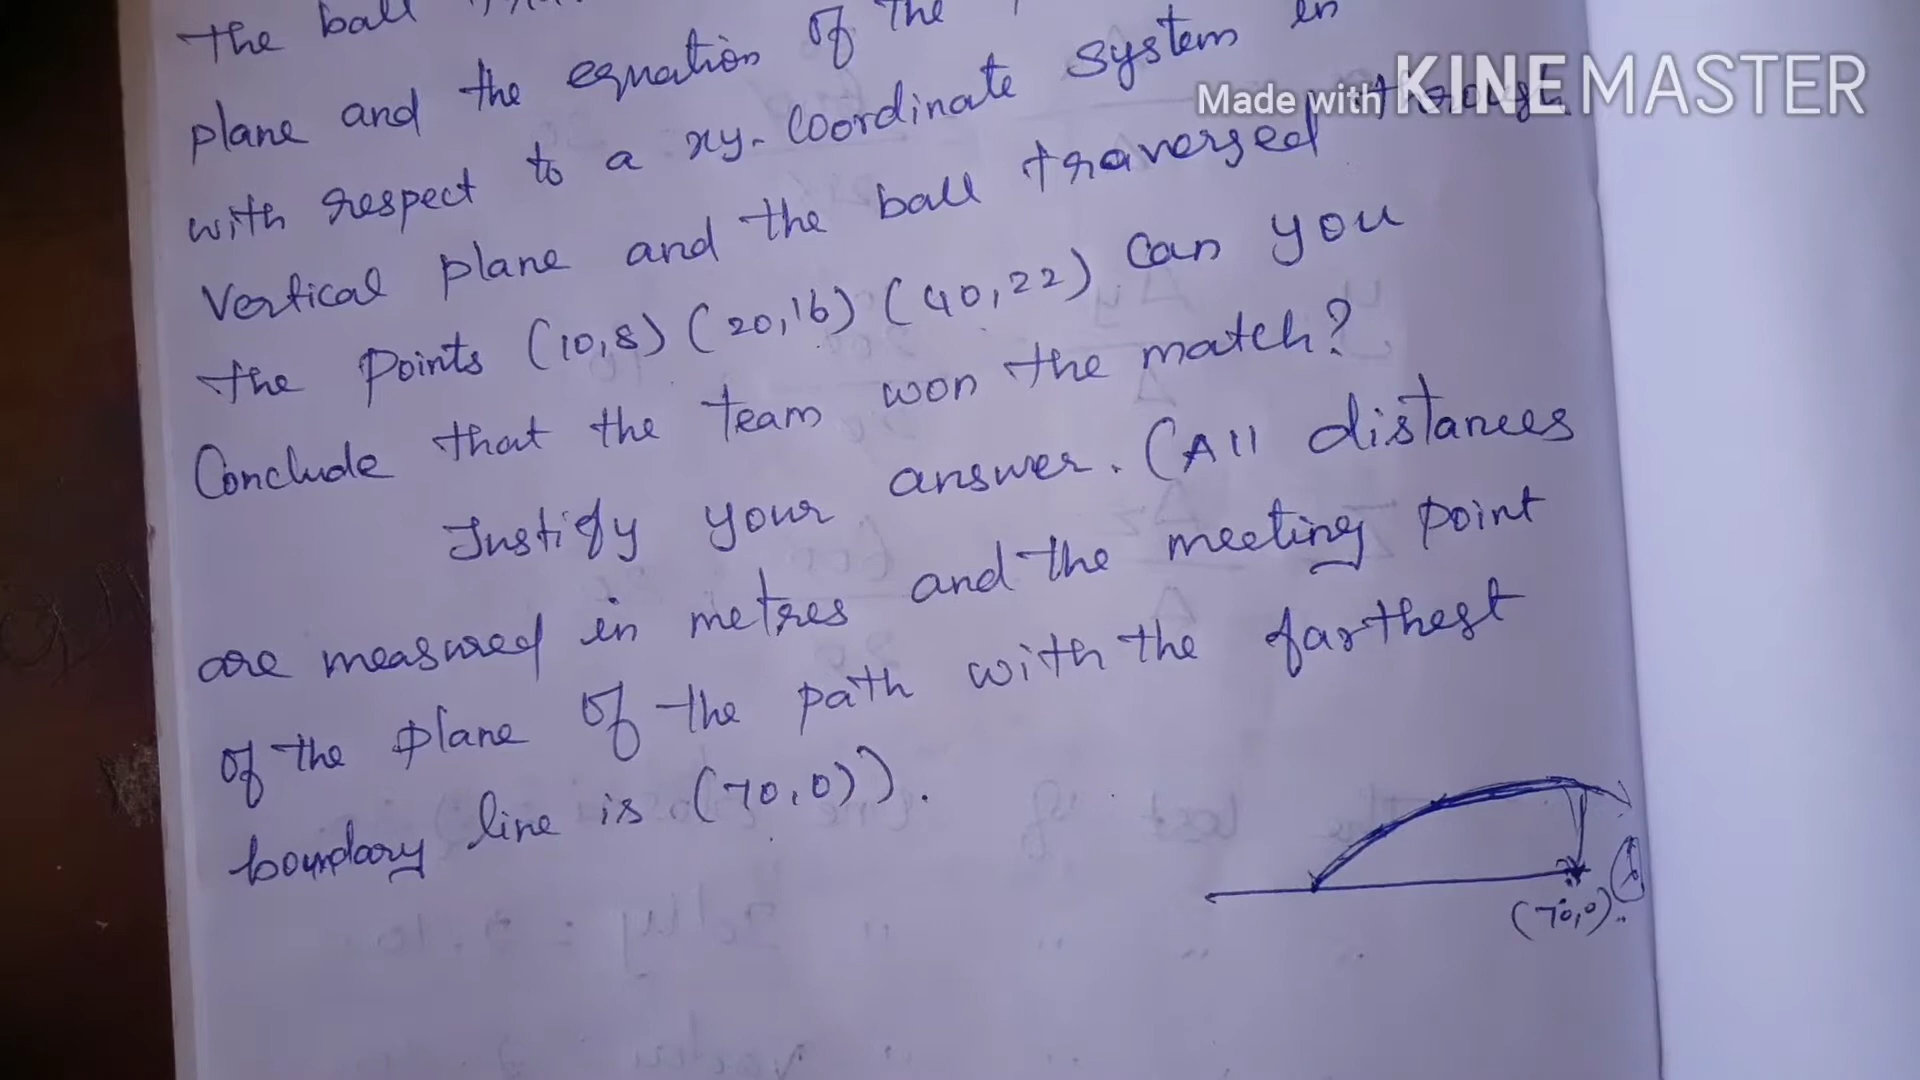 the ball
plane and the equation of the
with respect to a xy-Coordinate system in
Made with KINEMASTER
Vertical plane and the ball traversed through
the Points (10,8) (20,16) (40,22) Can you
Conclude that the team won the match?
Justify your answer. (All distances
are measured in metres and the meeting point
of the plane of the path with the farthest
boundary line is (70,0)).
(70,0)